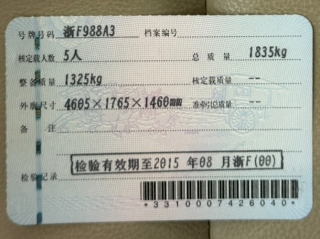 号牌号码 浙F988A3 档案编号
核定载人数 5人 总质量 1835kg
整备质量 1325kg 核定载质量 --
外廓尺寸 4605×1765×1460mm 准牵引总质量 --
备注
检验有效期至2015年08月浙F(00)
检验记录
*3310007426040*